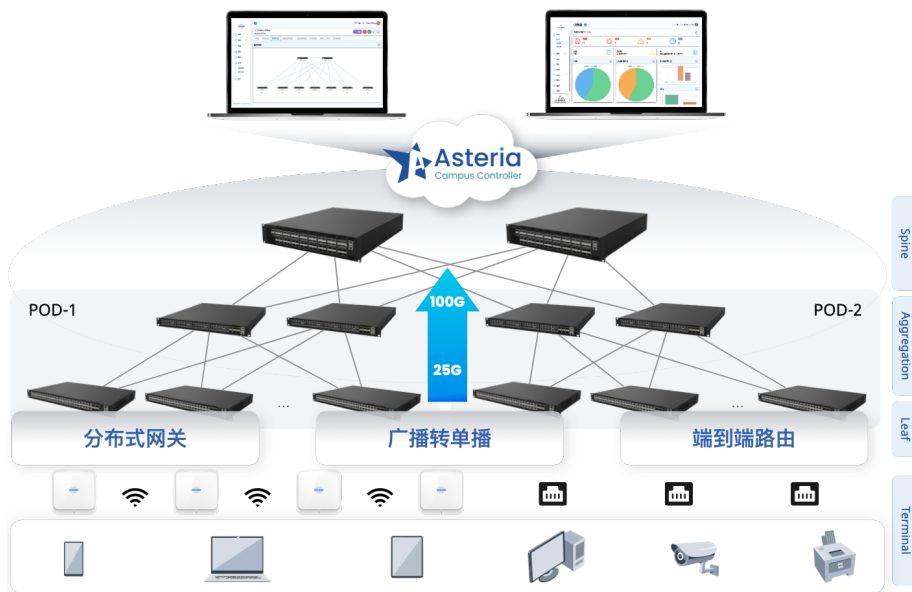 Asteria
Campus Controller
Spine
100G
POD-1
POD-2
Aggregation
25G
...
...
分布式网关
广播转单播
端到端路由
Leaf
Terminal